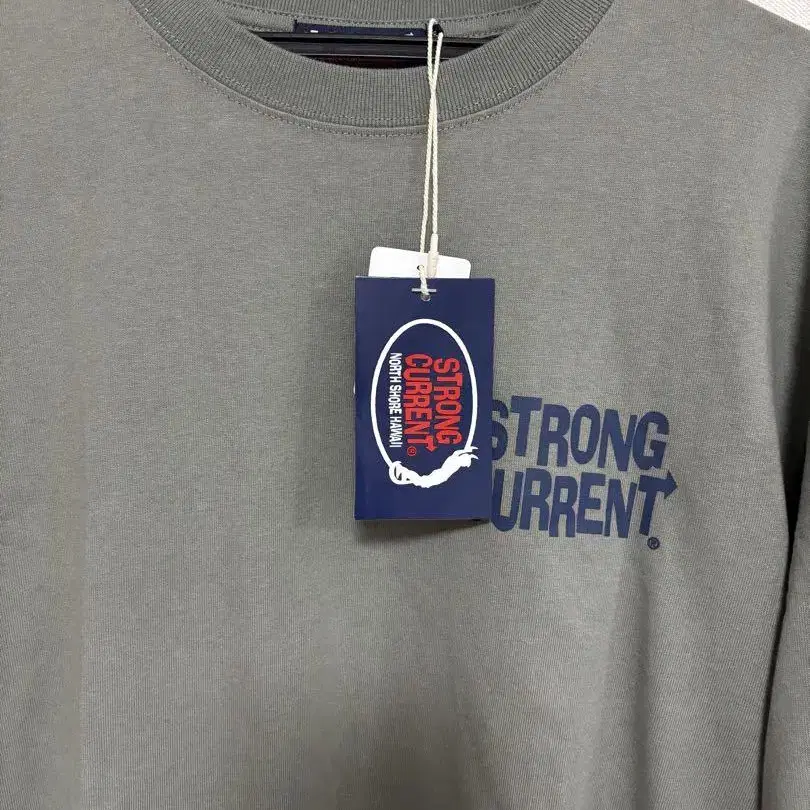 STRONG
CURRENT®
NORTH SHORE HAWAII
STRONG
URRENT®